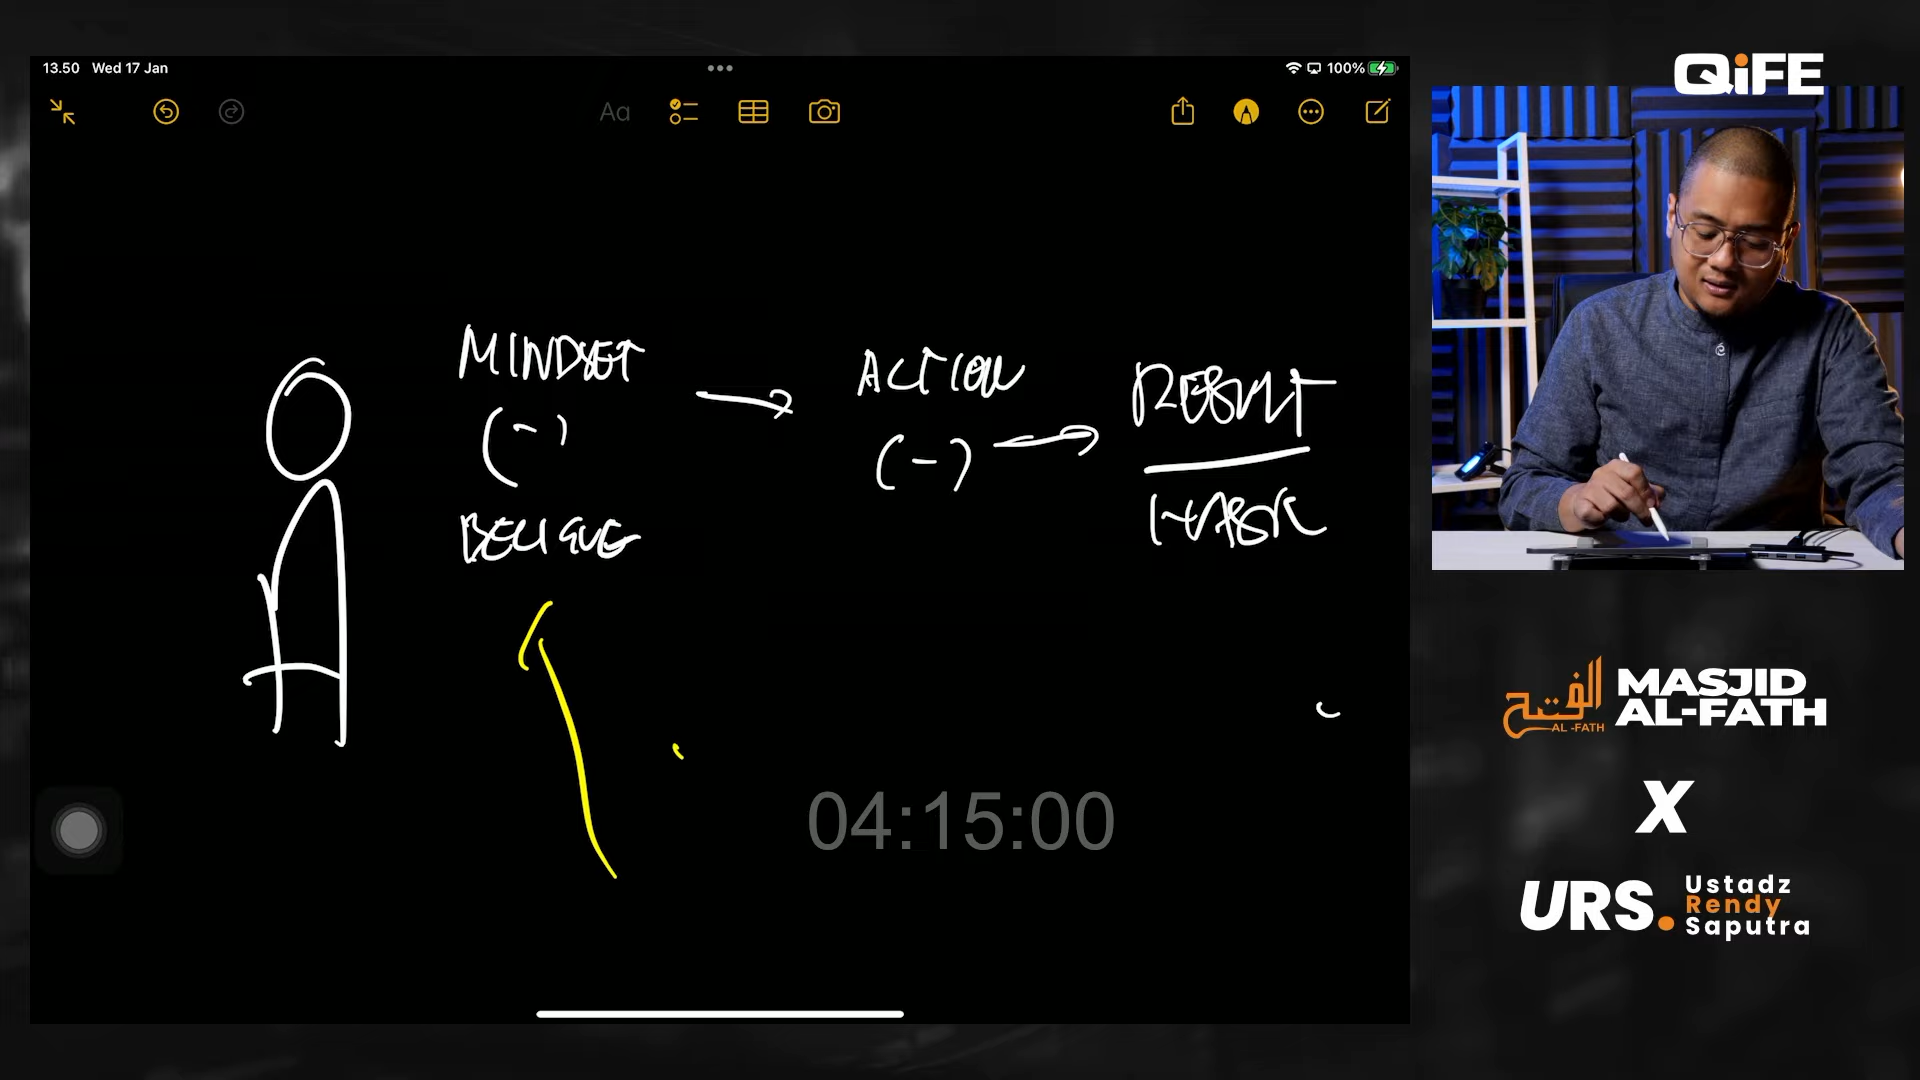 13.50 Wed 17 Jan
100%
Aa
QiFE
MINDSET
(-)
BELIEVE
ACTION
(-)
RESULT
HASIL
04:15:00
الفتح
AL-FATH
MASJID
AL-FATH
X
URS.
Ustadz
Rendy
Saputra